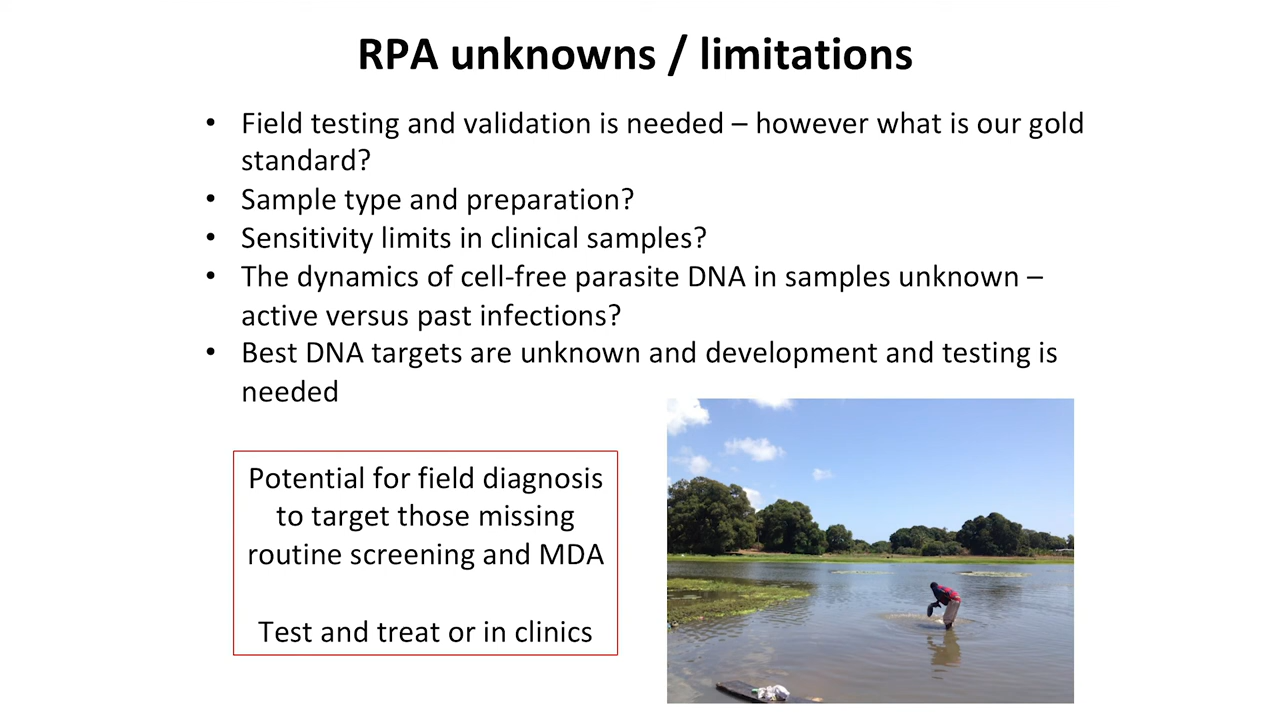 RPA unknowns / limitations
• Field testing and validation is needed – however what is our gold
standard?
• Sample type and preparation?
• Sensitivity limits in clinical samples?
• The dynamics of cell-free parasite DNA in samples unknown –
active versus past infections?
• Best DNA targets are unknown and development and testing is
needed
Potential for field diagnosis
to target those missing
routine screening and MDA
Test and treat or in clinics